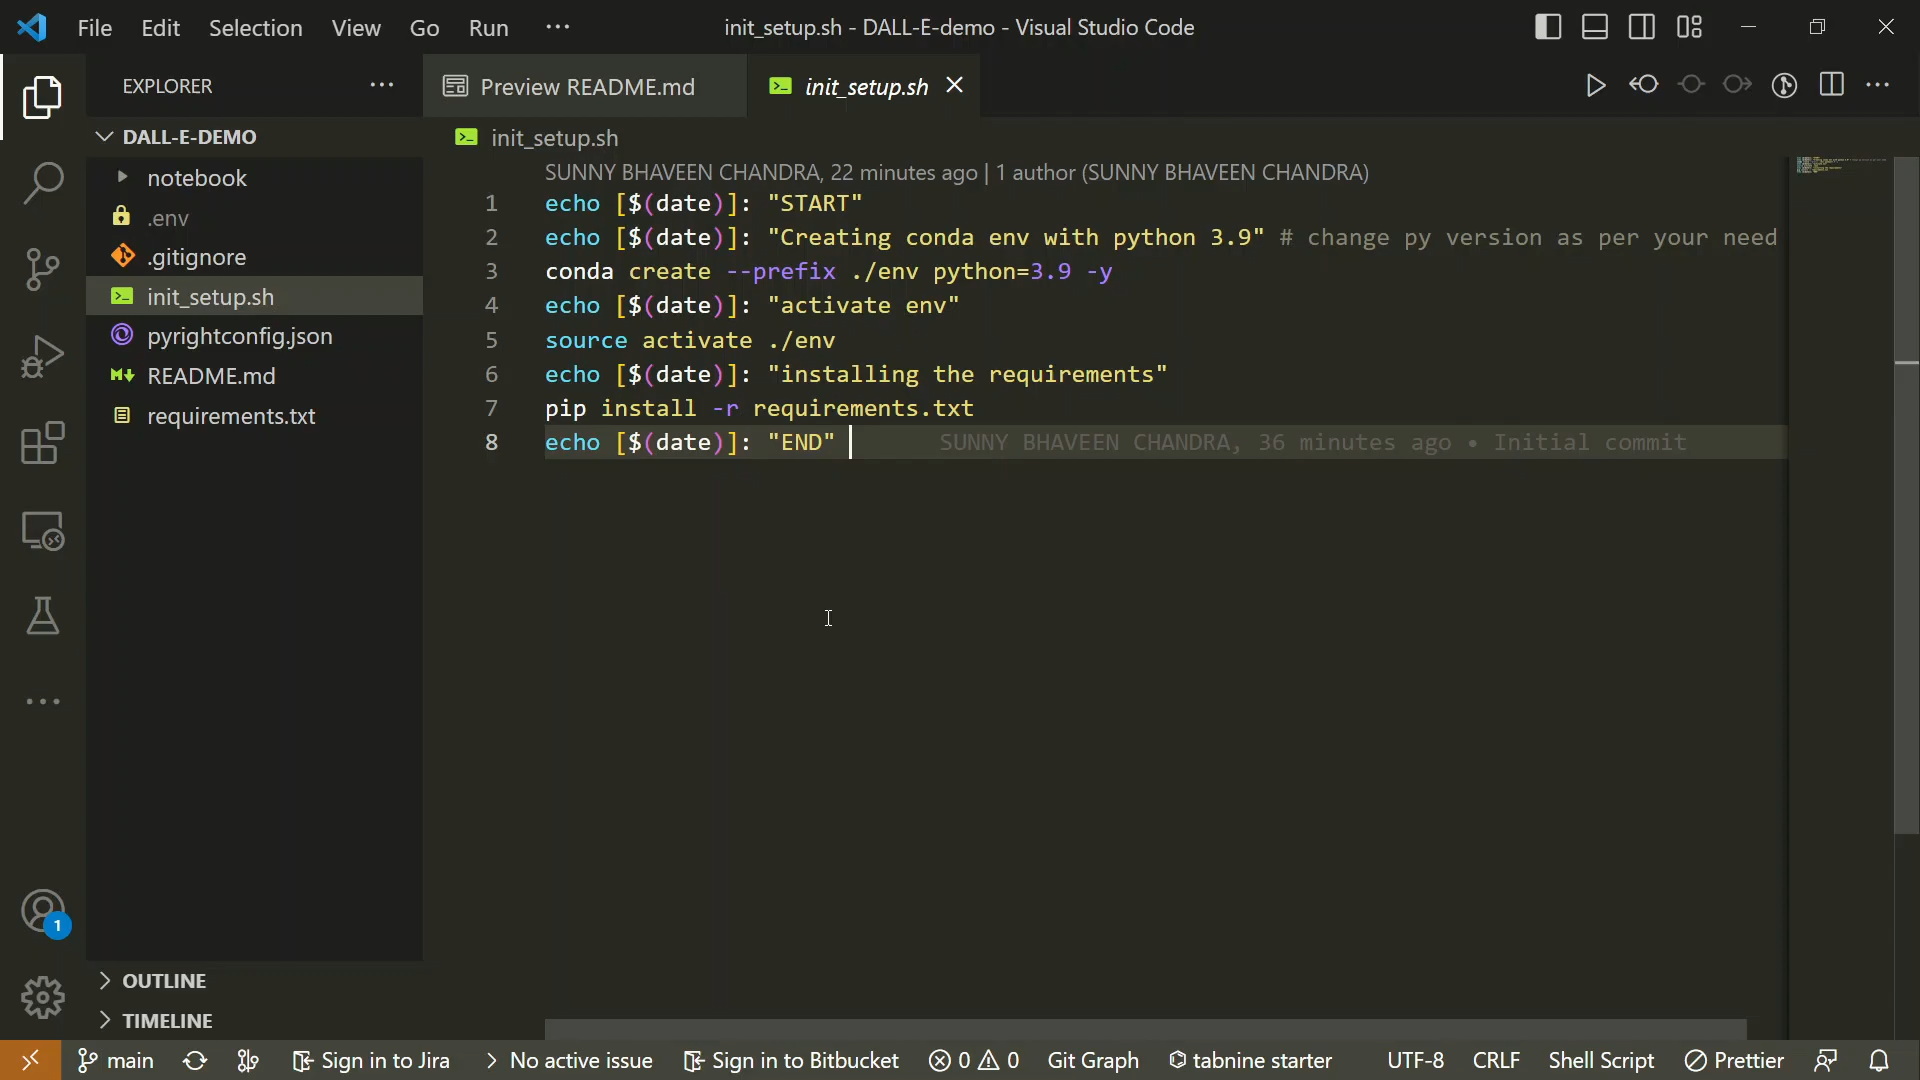 File Edit Selection View Go Run ··· init_setup.sh - DALL-E-demo - Visual Studio Code
EXPLORER ··· Preview README.md init_setup.sh
DALL-E-DEMO init_setup.sh
notebook
.env
.gitignore
init_setup.sh
pyrightconfig.json
README.md
requirements.txt
SUNNY BHAVEEN CHANDRA, 22 minutes ago | 1 author (SUNNY BHAVEEN CHANDRA)
1 echo [$(date)]: "START"
2 echo [$(date)]: "Creating conda env with python 3.9" # change py version as per your need
3 conda create --prefix ./env python=3.9 -y
4 echo [$(date)]: "activate env"
5 source activate ./env
6 echo [$(date)]: "installing the requirements"
7 pip install -r requirements.txt
8 echo [$(date)]: "END" SUNNY BHAVEEN CHANDRA, 36 minutes ago • Initial commit
1
OUTLINE
TIMELINE
main Sign in to Jira No active issue Sign in to Bitbucket 0 0 Git Graph tabnine starter UTF-8 CRLF Shell Script Prettier